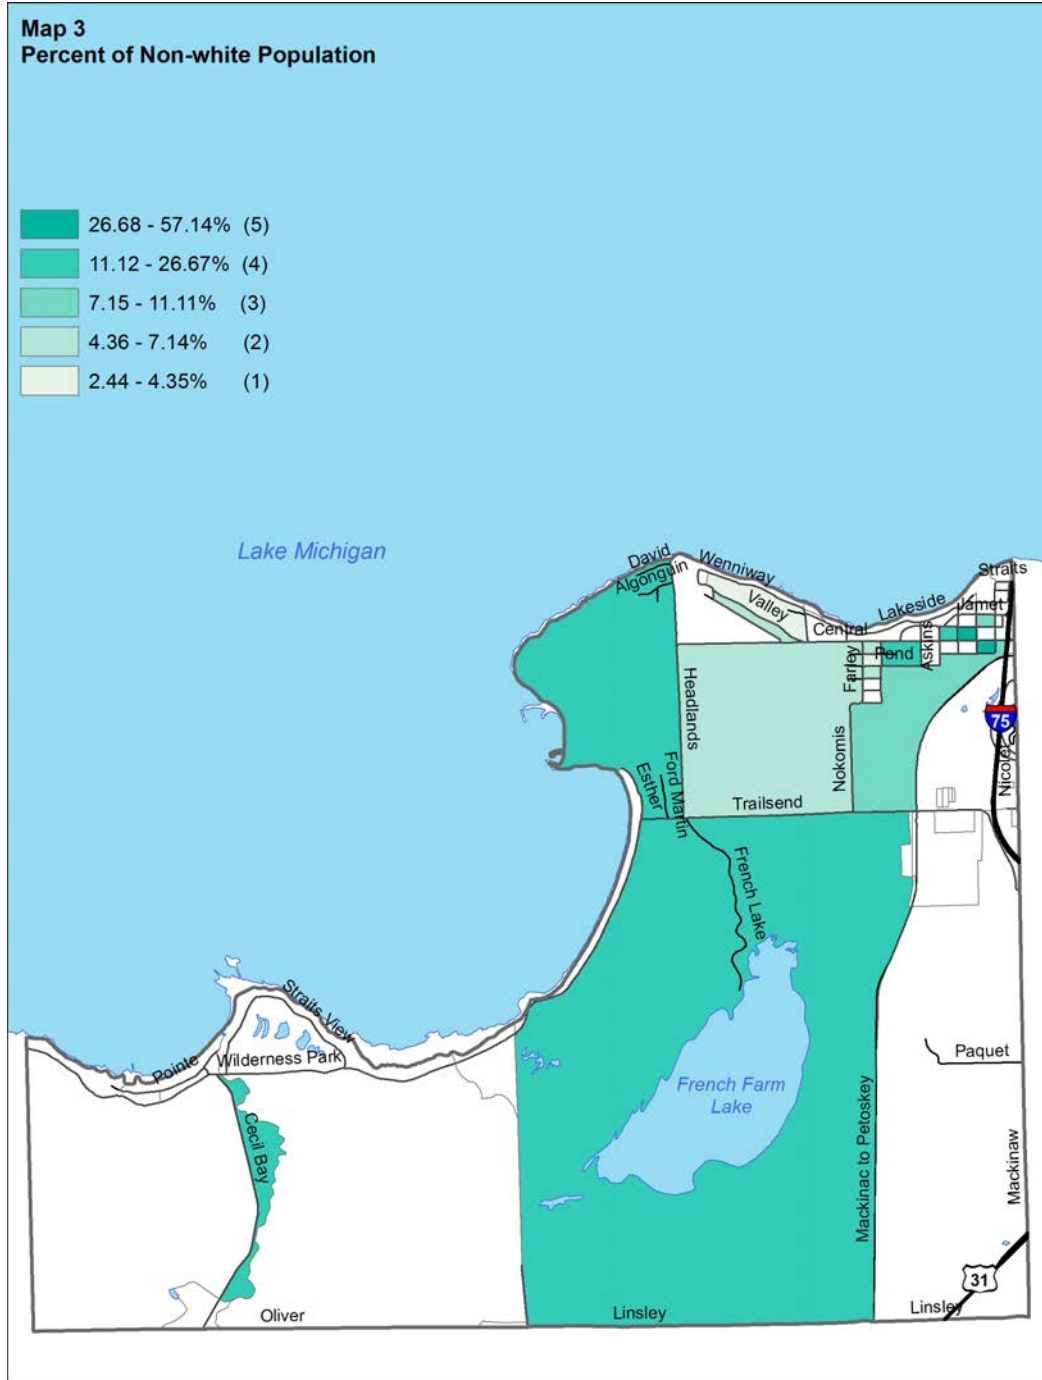 Map 3
Percent of Non-white Population
26.68 - 57.14% (5)
11.12 - 26.67% (4)
7.15 - 11.11% (3)
4.36 - 7.14% (2)
2.44 - 4.35% (1)
Lake Michigan
David
Algonguin
Wenniway
Valley
Central
Lakeside
Straits
Jamet
Askins
Pond
Farley
Headlands
Nokomis
75
Nicolet
Ford Martin
Esther
Trailsend
French Lake
Straits View
Pointe
Wilderness Park
Cecil Bay
French Farm
Lake
Paquet
Mackinac to Petoskey
Mackinaw
31
Oliver
Linsley
Linsley